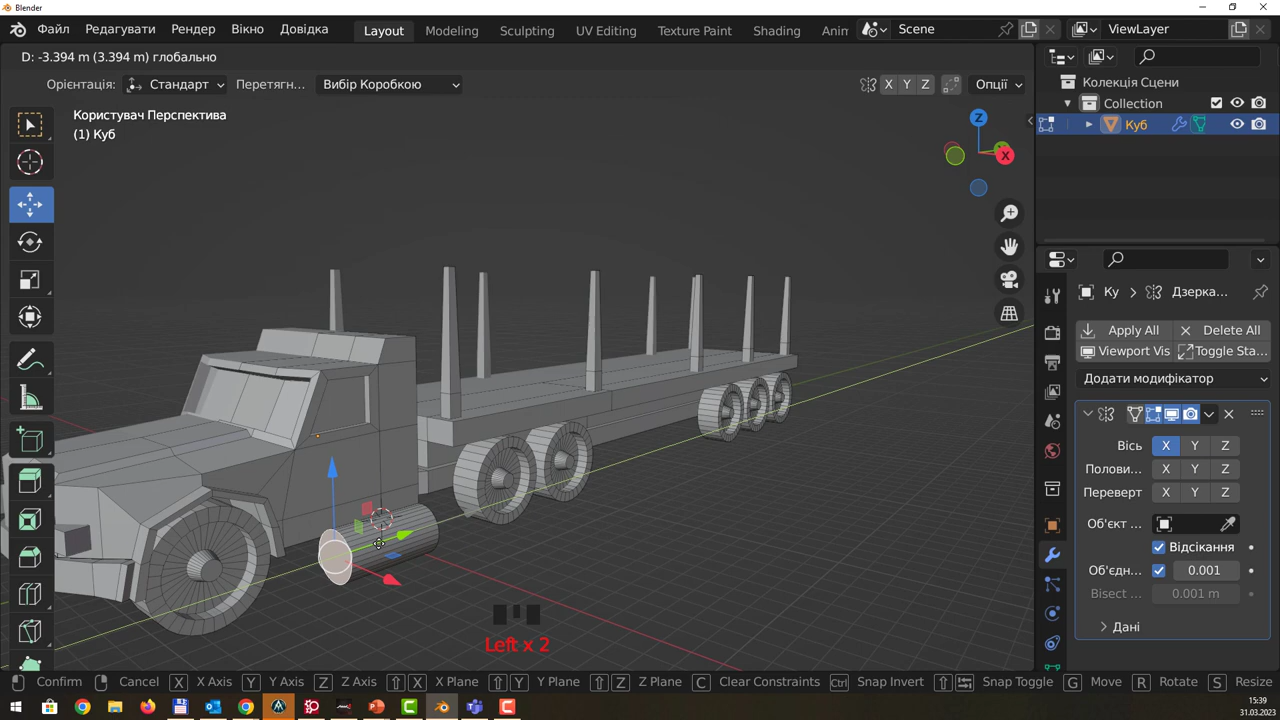 Blender
Файл Редагувати Рендер Вікно Довідка Layout Modeling Sculpting UV Editing Texture Paint Shading Anim Scene ViewLayer
D: -3.394 m (3.394 m) глобально
Орієнтація: Стандарт Перетягн... Вибір Коробкою X Y Z Опції
Користувач Перспектива
(1) Куб
Z
X
Колекція Сцени
Collection
Куб
Ку Дзерка...
Apply All Delete All
Viewport Vis Toggle Sta...
Додати модифікатор
Вісь X Y Z
Полови... X Y Z
Переверт X Y Z
Об'єкт ...
Відсікання
Об'єдн... 0.001
Bisect ... 0.001 m
Дані
Left x 2
Confirm Cancel X X Axis Y Y Axis Z Z Axis X X Plane Y Y Plane Z Z Plane C Clear Constraints Ctrl Snap Invert Snap Toggle G Move R Rotate S Resize
15:39
31.03.2023